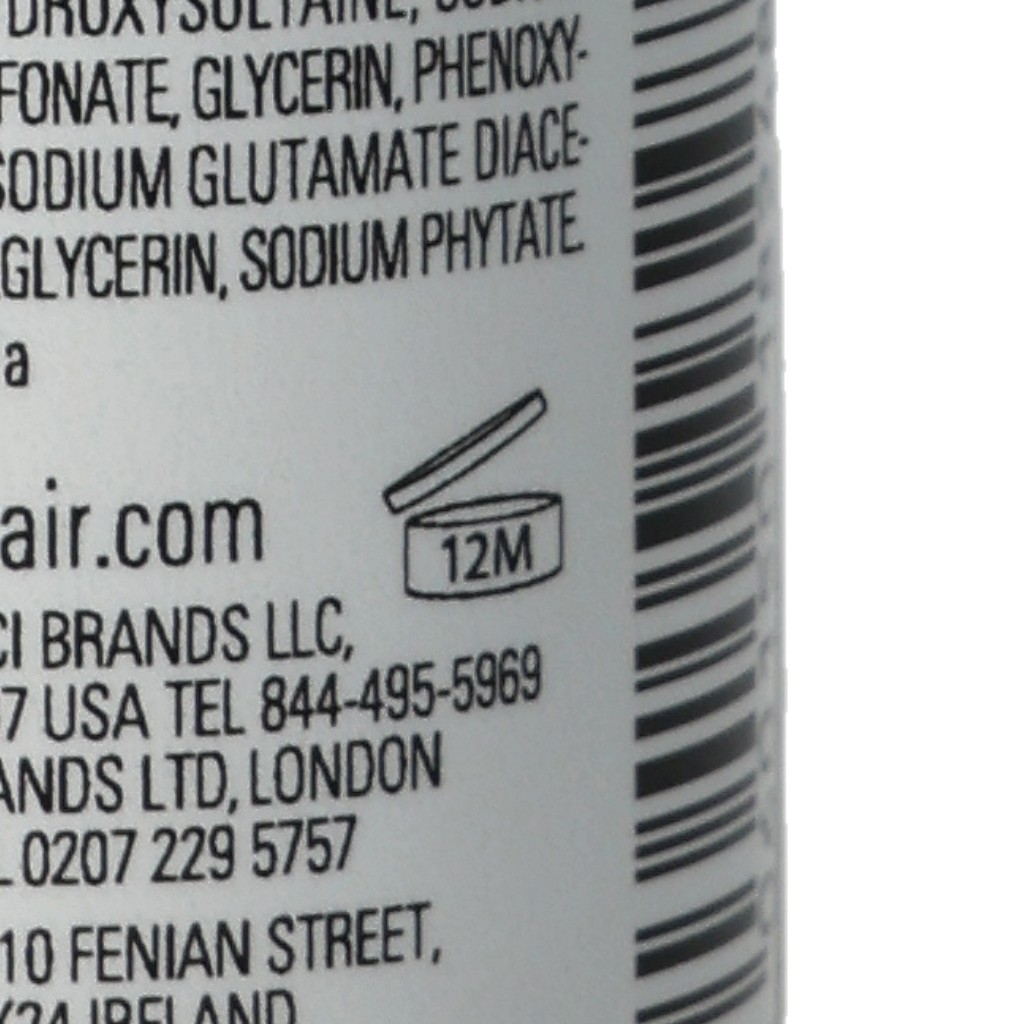 FONATE, GLYCERIN, PHENOXY-
SODIUM GLUTAMATE DIACE-
GLYCERIN, SODIUM PHYTATE.
a
air.com
12M
CI BRANDS LLC,
7 USA TEL 844-495-5969
ANDS LTD, LONDON
L 0207 229 5757
10 FENIAN STREET,
IRELAND